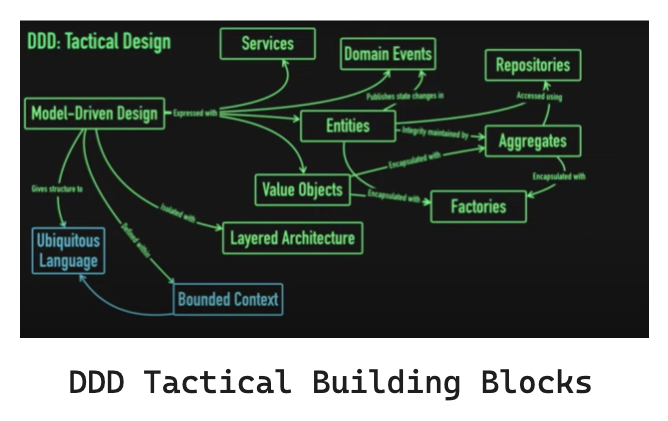 DDD: Tactical Design
Services
Domain Events
Repositories
Publishes state changes in
Accessed using
Model-Driven Design
Expressed with
Entities
Integrity maintained by
Aggregates
Encapsulated with
Encapsulated with
Gives structure to
Value Objects
Encapsulated with
Factories
Isolated with
Defined within
Ubiquitous
Language
Layered Architecture
Bounded Context
DDD Tactical Building Blocks